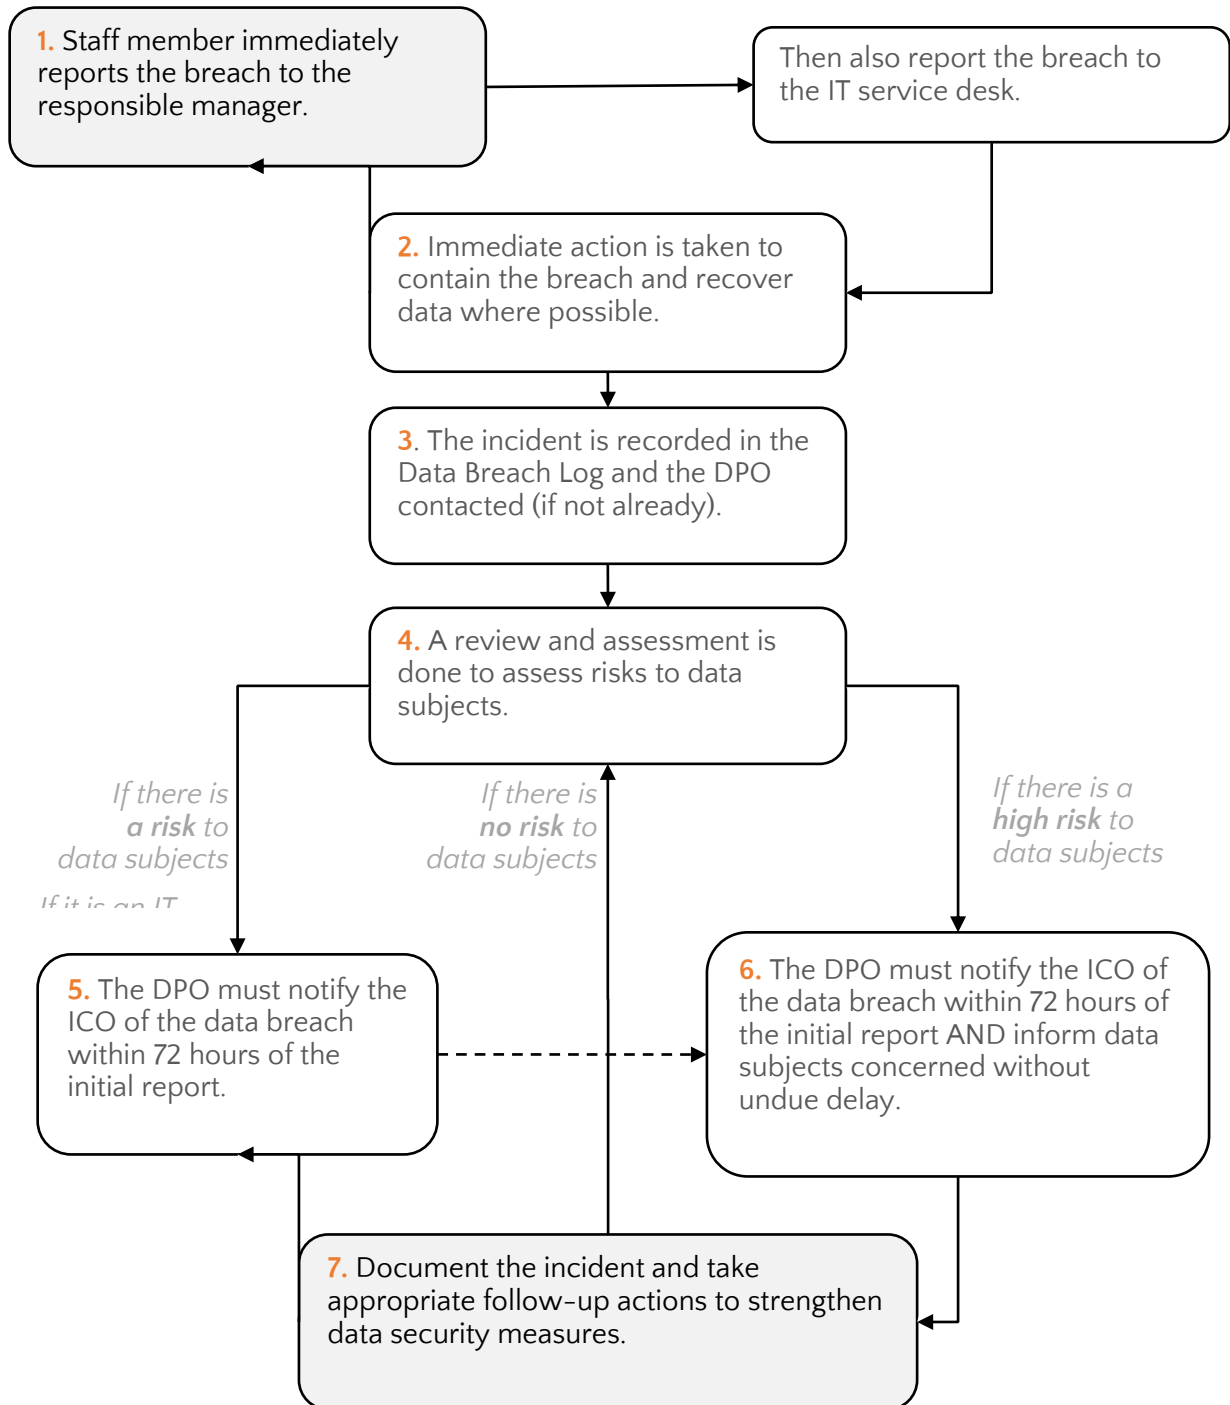 1. Staff member immediately
reports the breach to the
responsible manager.
Then also report the breach to
the IT service desk.
2. Immediate action is taken to
contain the breach and recover
data where possible.
3. The incident is recorded in the
Data Breach Log and the DPO
contacted (if not already).
4. A review and assessment is
done to assess risks to data
subjects.
If there is
a risk to
data subjects
If it is an IT
If there is
no risk to
data subjects
If there is a
high risk to
data subjects
5. The DPO must notify the
ICO of the data breach
within 72 hours of the
initial report.
6. The DPO must notify the ICO of
the data breach within 72 hours of
the initial report AND inform data
subjects concerned without
undue delay.
7. Document the incident and take
appropriate follow-up actions to strengthen
data security measures.